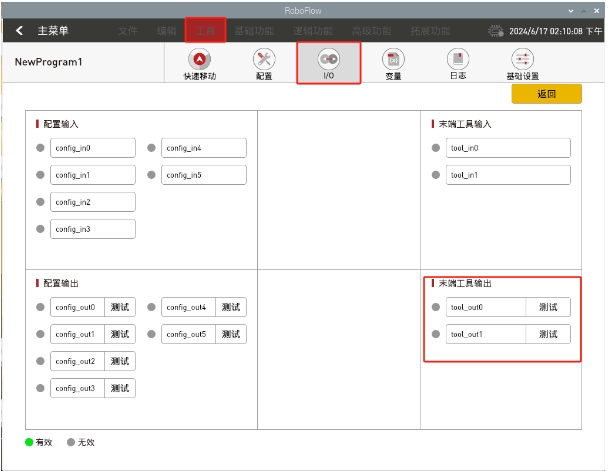 RoboFlow
主菜单 文件 编辑 工具 基础功能 逻辑功能 高级功能 拓展功能 2024/6/17 02:10:08 下午
NewProgram1 快速移动 配置 I/O 变量 日志 基础设置
返回
配置输入 末端工具输入
config_in0 config_in4 tool_in0
config_in1 config_in5 tool_in1
config_in2
config_in3
配置输出 末端工具输出
config_out0 测试 config_out4 测试 tool_out0 测试
config_out1 测试 config_out5 测试 tool_out1 测试
config_out2 测试
config_out3 测试
有效 无效